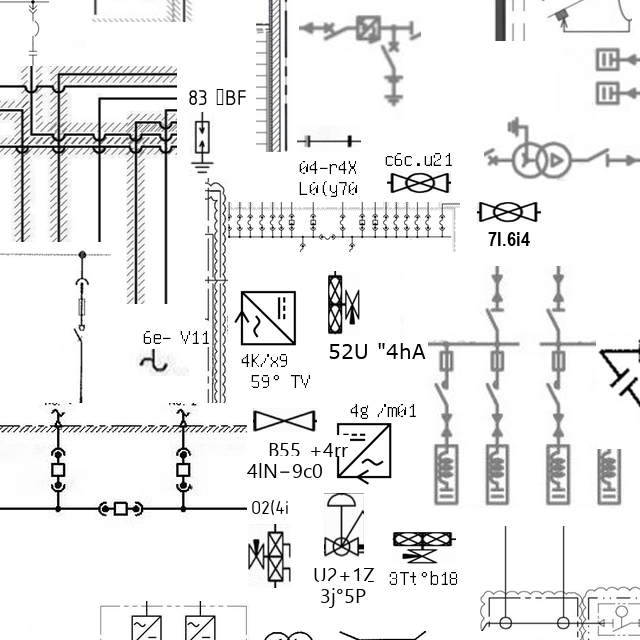 83 ▯BF
04-r4X
L0(y70
c6c.u21
7l.6i4
6e- V11
4K/x9
59° TV
52U "4hA
4g /m01
B55 +4rr
4lN-9c0
02(4i
U2+1Z
3j°5P
3Tt°b18